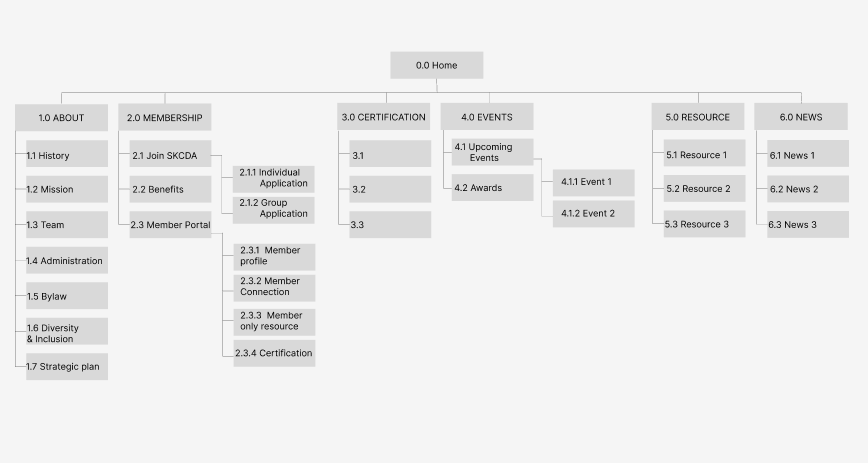 0.0 Home
1.0 ABOUT
1.1 History
1.2 Mission
1.3 Team
1.4 Administration
1.5 Bylaw
1.6 Diversity
& Inclusion
1.7 Strategic plan
2.0 MEMBERSHIP
2.1 Join SKCDA
2.1.1 Individual
Application
2.1.2 Group
Application
2.2 Benefits
2.3 Member Portal
2.3.1 Member
profile
2.3.2 Member
Connection
2.3.3 Member
only resource
2.3.4 Certification
3.0 CERTIFICATION
3.1
3.2
3.3
4.0 EVENTS
4.1 Upcoming
Events
4.1.1 Event 1
4.1.2 Event 2
4.2 Awards
5.0 RESOURCE
5.1 Resource 1
5.2 Resource 2
5.3 Resource 3
6.0 NEWS
6.1 News 1
6.2 News 2
6.3 News 3